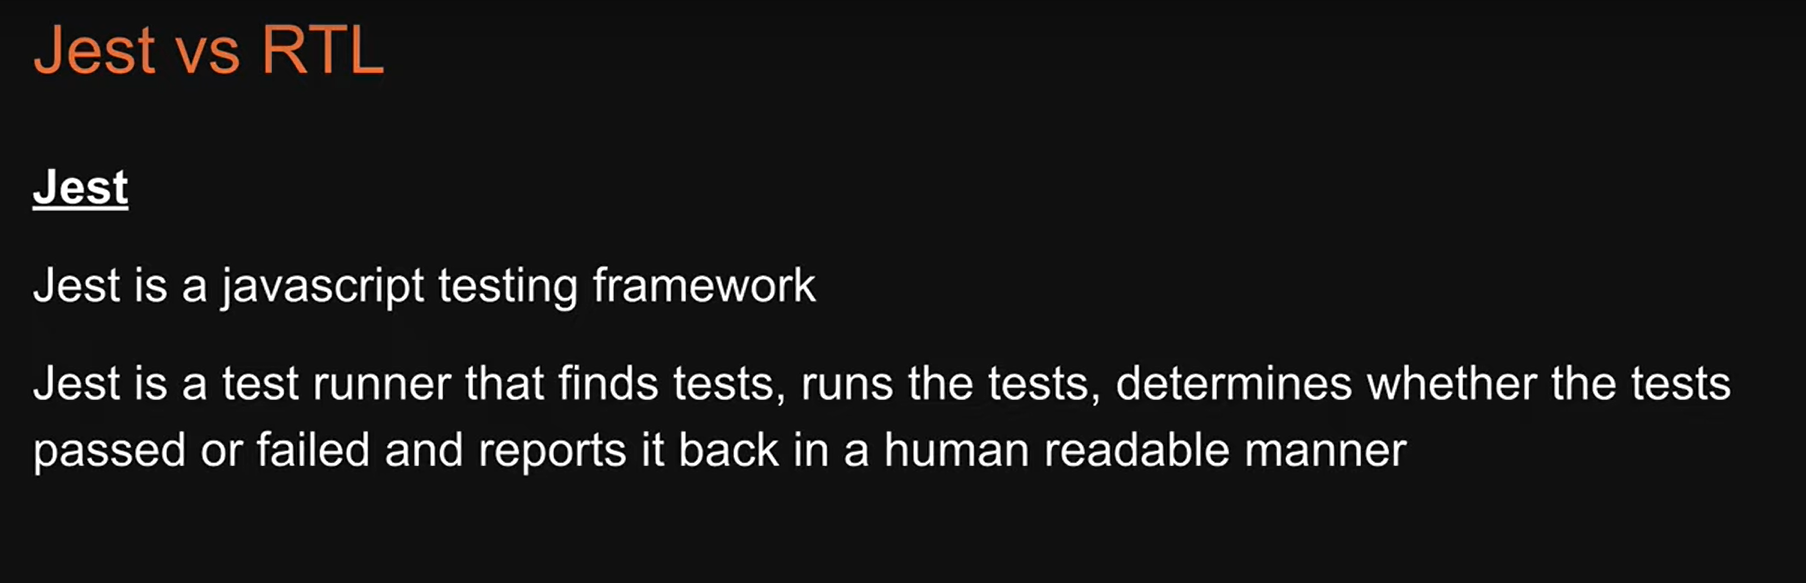 Jest vs RTL
Jest
Jest is a javascript testing framework
Jest is a test runner that finds tests, runs the tests, determines whether the tests
passed or failed and reports it back in a human readable manner